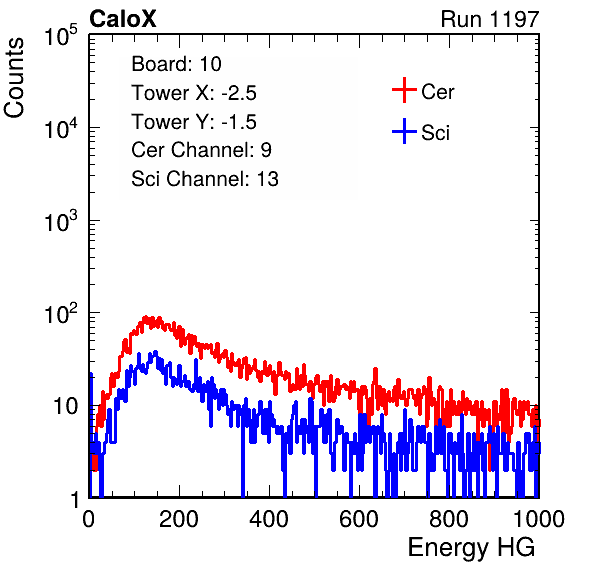 CaloX Run 1197
Counts
10^5
10^4
10^3
10^2
10
1
Board: 10
Tower X: -2.5
Tower Y: -1.5
Cer Channel: 9
Sci Channel: 13
Cer
Sci
0 200 400 600 800 1000
Energy HG